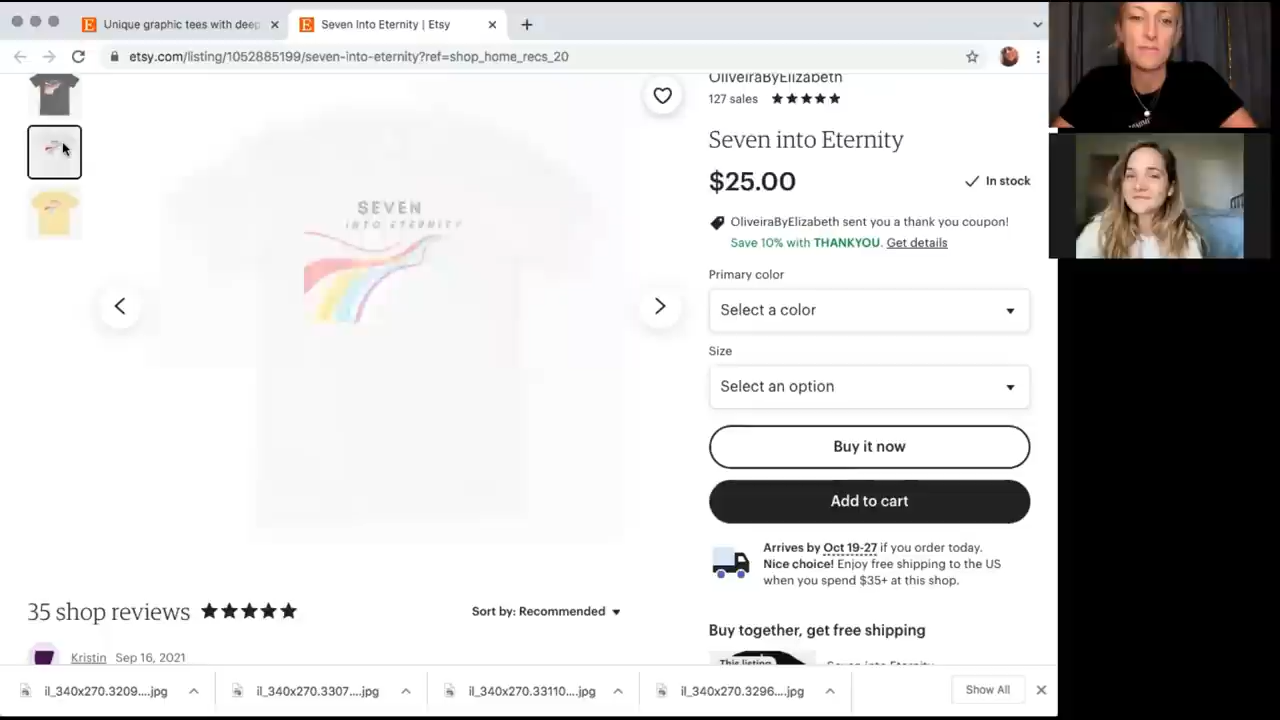 Unique graphic tees with deep
Seven Into Eternity | Etsy
etsy.com/listing/1052885199/seven-into-eternity?ref=shop_home_recs_20
OliveiraByElizabeth
127 sales
Seven into Eternity
$25.00
In stock
OliveiraByElizabeth sent you a thank you coupon!
Save 10% with THANKYOU. Get details
Primary color
Select a color
Size
Select an option
Buy it now
Add to cart
Arrives by Oct 19-27 if you order today.
Nice choice! Enjoy free shipping to the US
when you spend $35+ at this shop.
Buy together, get free shipping
This listing
Seven into Eternity
SEVEN
INTO ETERNITY
35 shop reviews
Sort by: Recommended
Kristin Sep 16, 2021
il_340x270.3209....jpg
il_340x270.3307....jpg
il_340x270.33110....jpg
il_340x270.3296....jpg
Show All